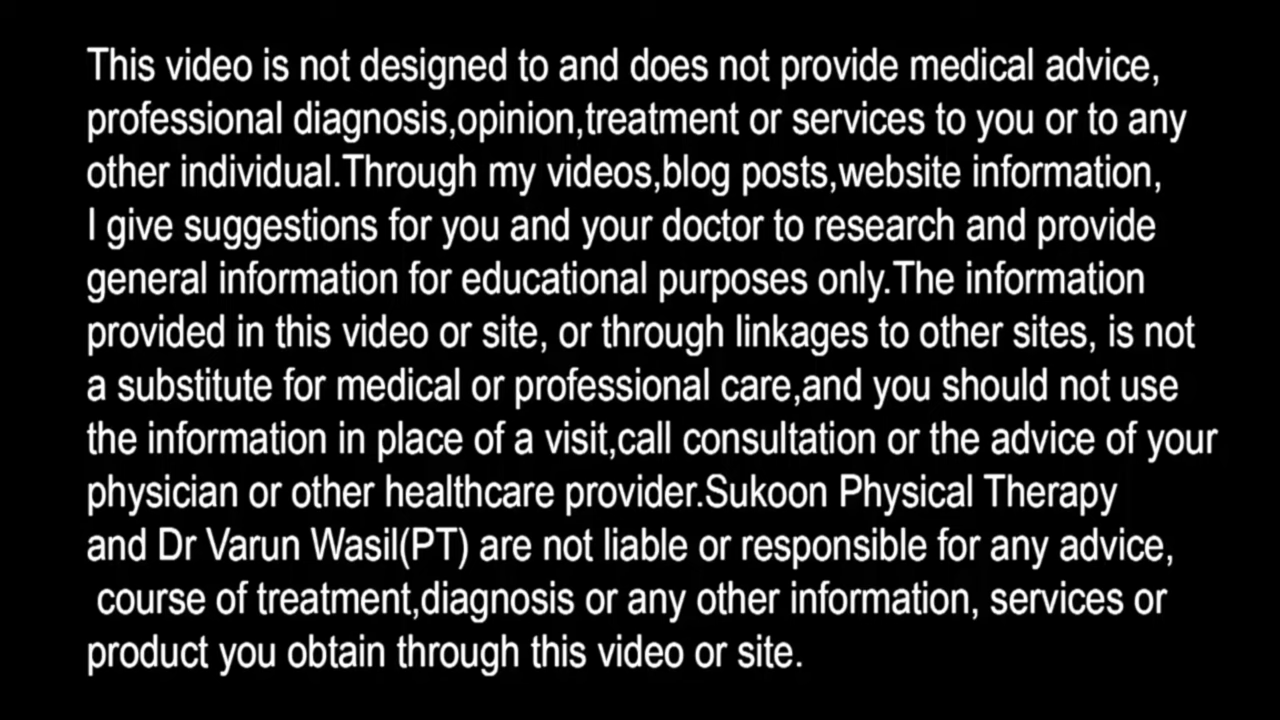 This video is not designed to and does not provide medical advice,
professional diagnosis,opinion,treatment or services to you or to any
other individual.Through my videos,blog posts,website information,
I give suggestions for you and your doctor to research and provide
general information for educational purposes only.The information
provided in this video or site, or through linkages to other sites, is not
a substitute for medical or professional care,and you should not use
the information in place of a visit,call consultation or the advice of your
physician or other healthcare provider.Sukoon Physical Therapy
and Dr Varun Wasil(PT) are not liable or responsible for any advice,
course of treatment,diagnosis or any other information, services or
product you obtain through this video or site.